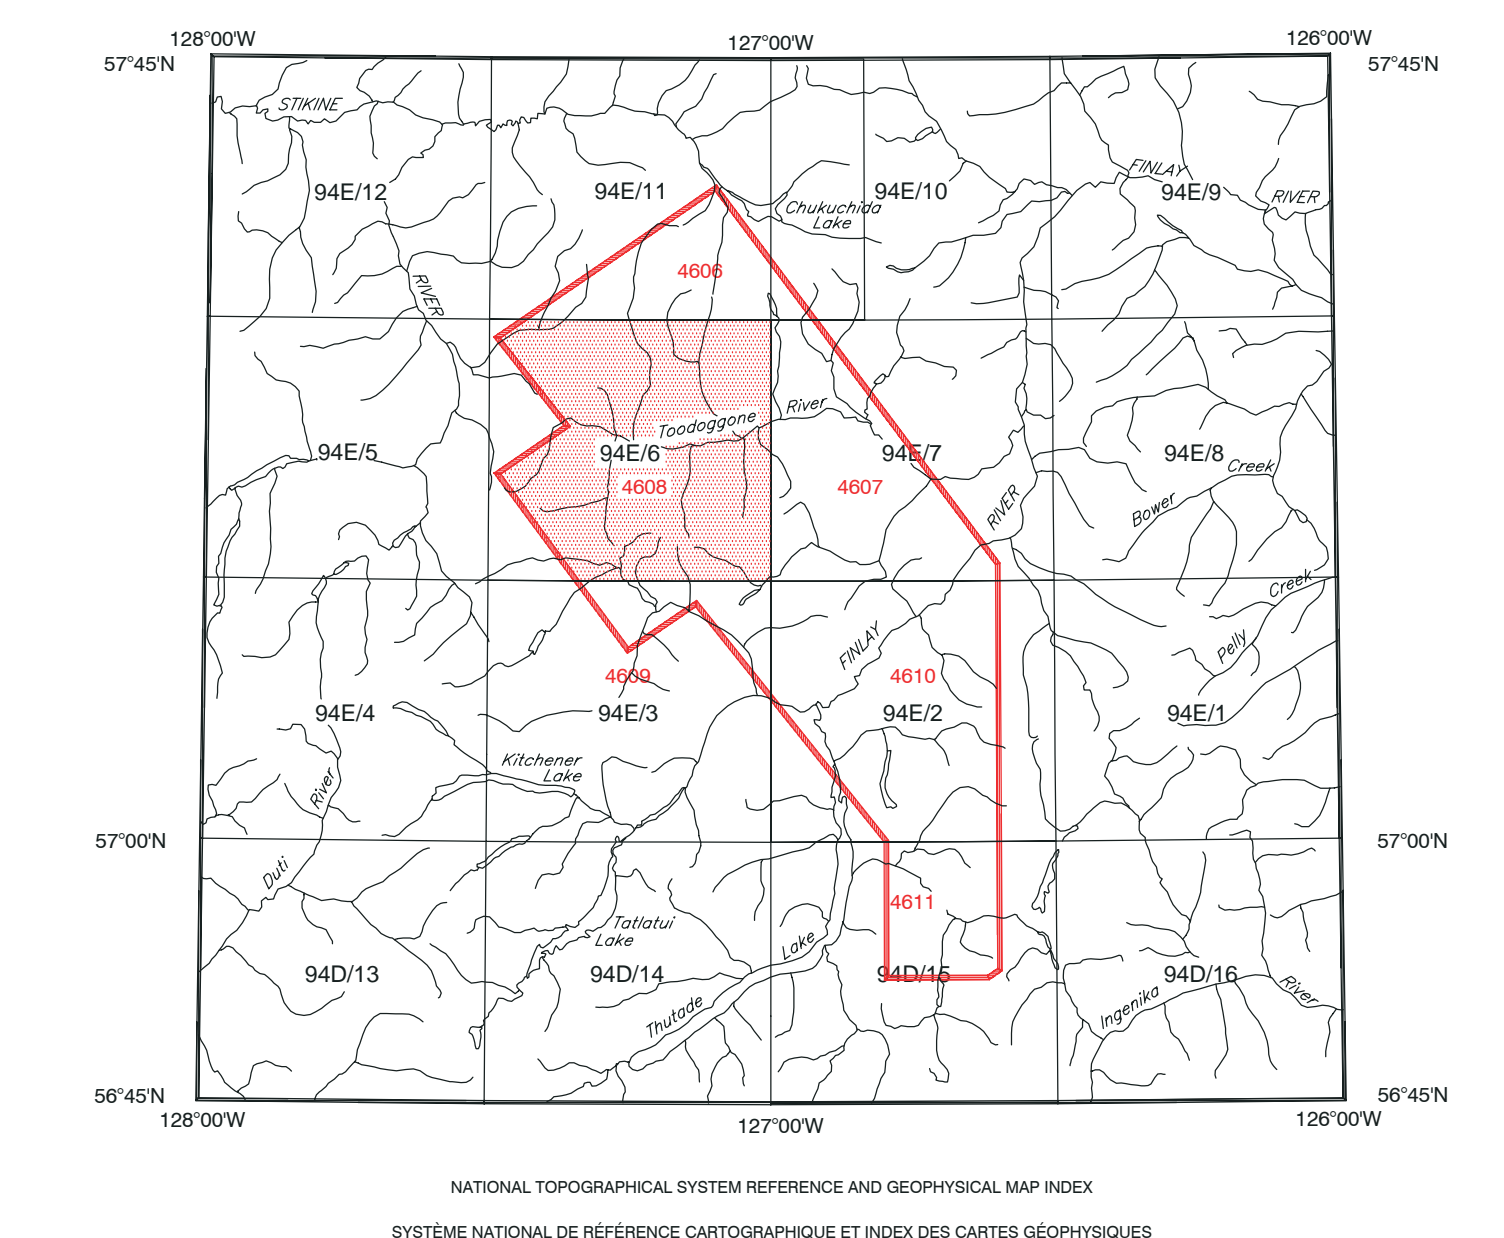 128°00'W
127°00'W
126°00'W
57°45'N
57°45'N
STIKINE
FINLAY
94E/12
94E/11
94E/10
94E/9
RIVER
Chukuchida
Lake
4606
RIVER
River
Toodoggone
94E/5
94E/6
94E/7
94E/8
Creek
4608
4607
RIVER
Bower
Creek
FINLAY
Pelly
4609
4610
94E/4
94E/3
94E/2
94E/1
Kitchener
Lake
River
57°00'N
57°00'N
Duti
4611
Tatlatui
Lake
Lake
94D/13
94D/14
94D/15
94D/16
Thutade
Ingenika
River
56°45'N
56°45'N
128°00'W
127°00'W
126°00'W
NATIONAL TOPOGRAPHICAL SYSTEM REFERENCE AND GEOPHYSICAL MAP INDEX
SYSTÈME NATIONAL DE RÉFÉRENCE CARTOGRAPHIQUE ET INDEX DES CARTES GÉOPHYSIQUES